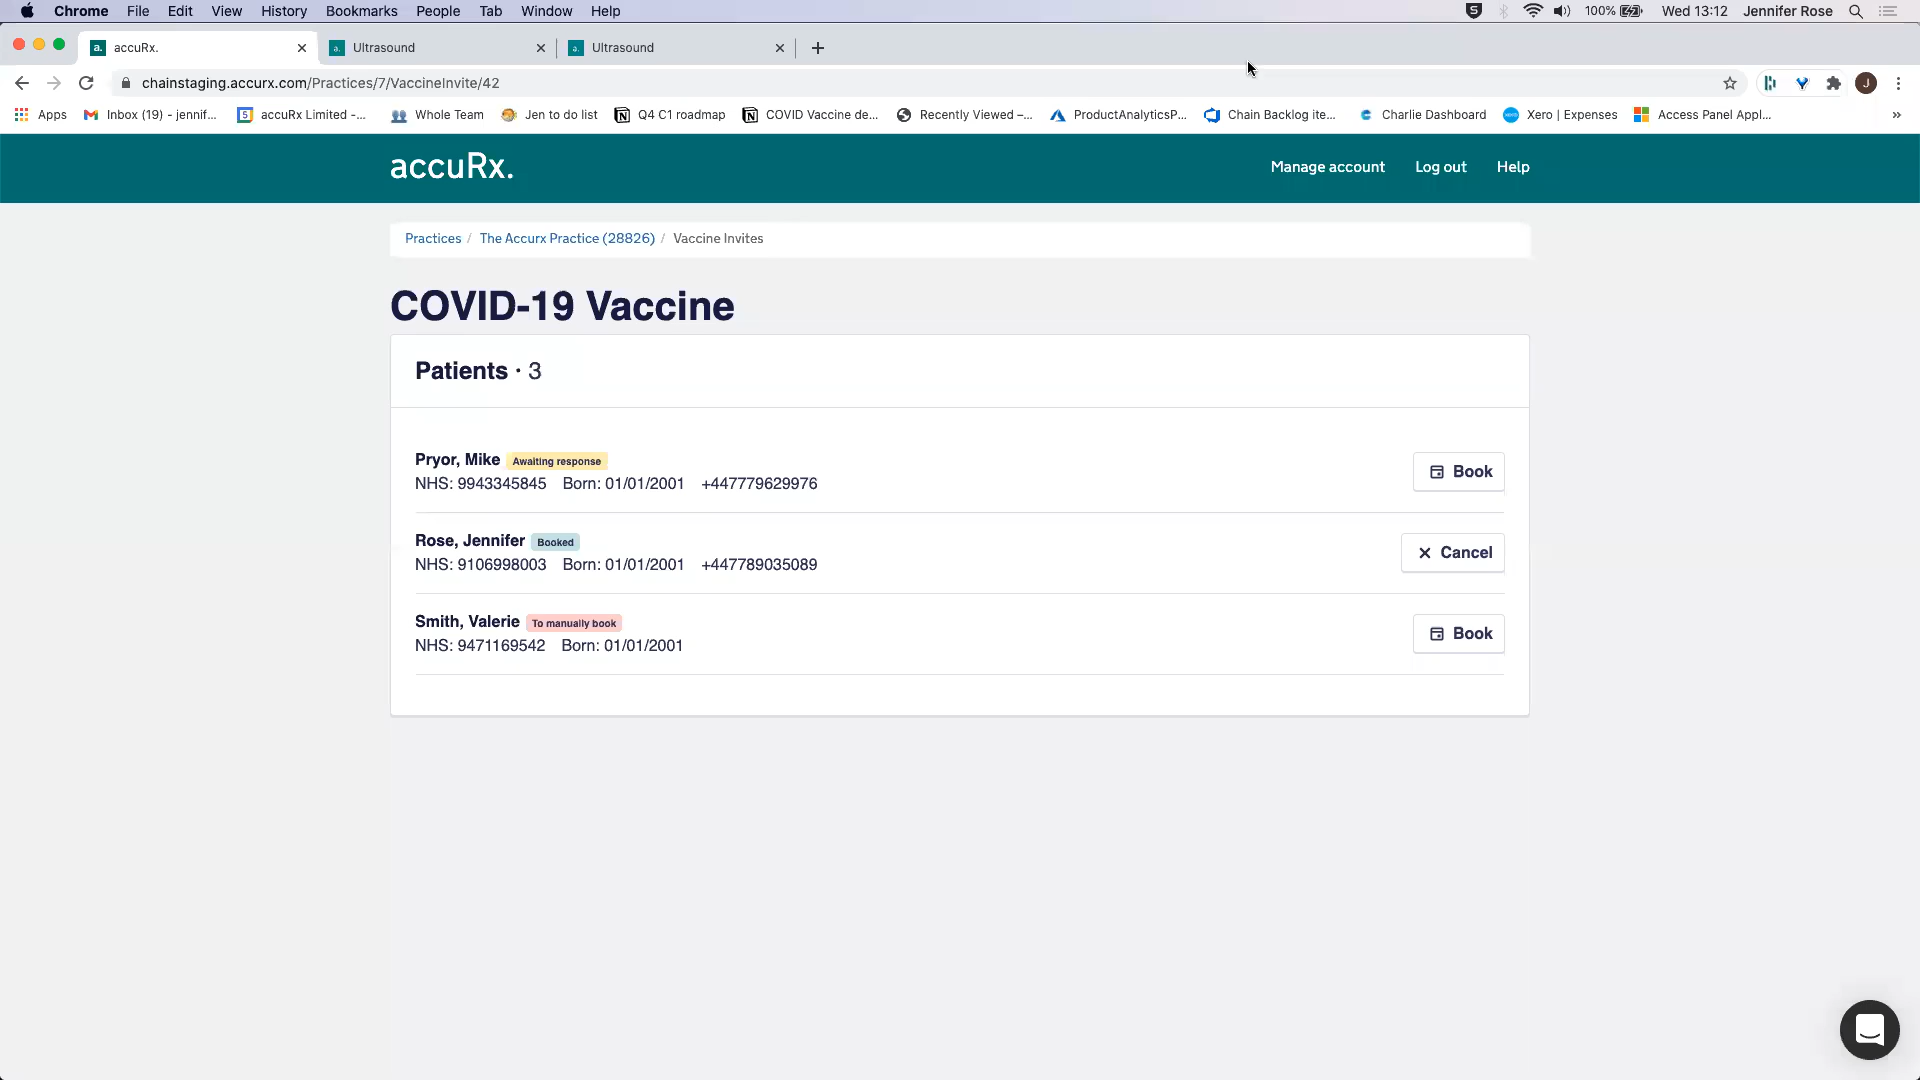 Chrome File Edit View History Bookmarks People Tab Window Help 100% Wed 13:12 Jennifer Rose
accuRx. Ultrasound Ultrasound
chainstaging.accurx.com/Practices/7/VaccineInvite/42 J
Apps Inbox (19) - jennif... accuRx Limited -... Whole Team Jen to do list Q4 C1 roadmap COVID Vaccine de... Recently Viewed –... ProductAnalyticsP... Chain Backlog ite... Charlie Dashboard Xero | Expenses Access Panel Appl... »
accuRx. Manage account Log out Help
Practices / The Accurx Practice (28826) / Vaccine Invites
COVID-19 Vaccine
Patients · 3
Pryor, Mike Awaiting response
NHS: 9943345845 Born: 01/01/2001 +447779629976
Book
Rose, Jennifer Booked
NHS: 9106998003 Born: 01/01/2001 +447789035089
Cancel
Smith, Valerie To manually book
NHS: 9471169542 Born: 01/01/2001
Book